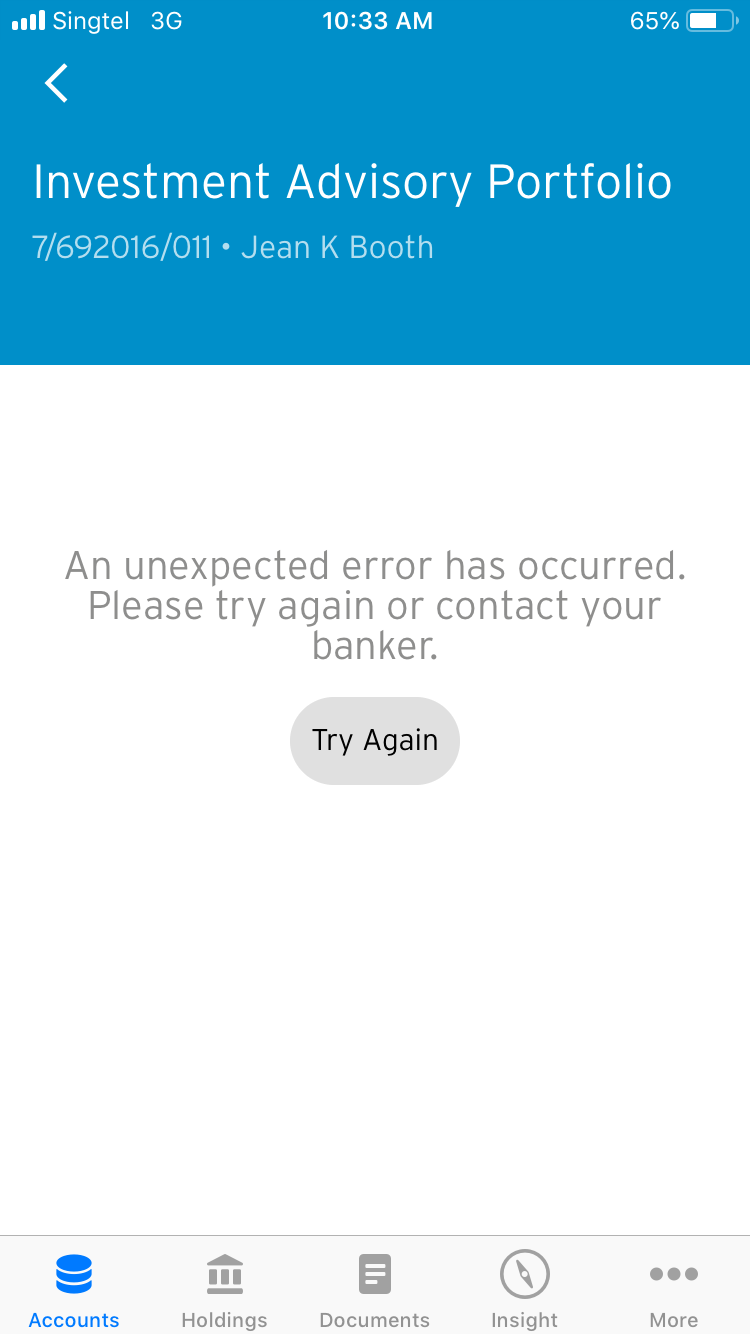 Singtel 3G 10:33 AM 65%
Investment Advisory Portfolio
7/692016/011 • Jean K Booth
An unexpected error has occurred.
Please try again or contact your
banker.
Try Again
Accounts Holdings Documents Insight More